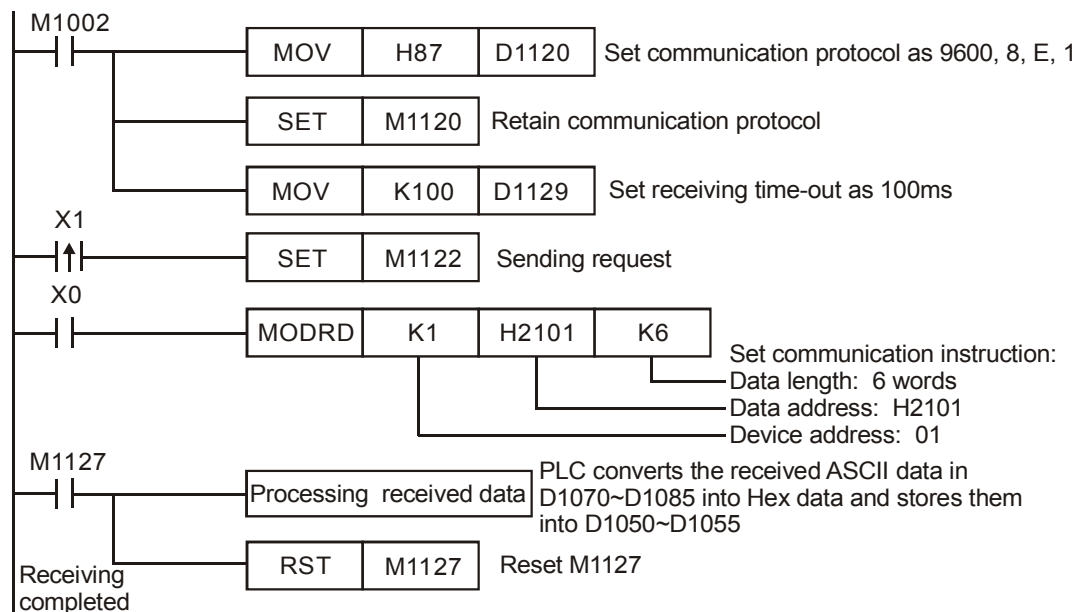 M1002
MOV H87 D1120 Set communication protocol as 9600, 8, E, 1
SET M1120 Retain communication protocol
MOV K100 D1129 Set receiving time-out as 100ms
X1
SET M1122 Sending request
X0
MODRD K1 H2101 K6
Set communication instruction:
Data length: 6 words
Data address: H2101
Device address: 01
M1127
Processing received data
PLC converts the received ASCII data in
D1070~D1085 into Hex data and stores them
into D1050~D1055
RST M1127 Reset M1127
Receiving
completed